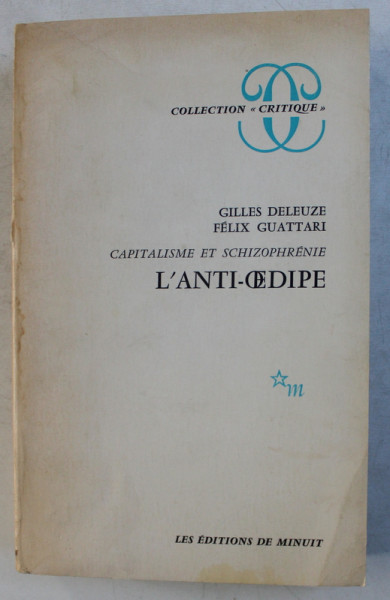 COLLECTION « CRITIQUE »
GILLES DELEUZE
FÉLIX GUATTARI
CAPITALISME ET SCHIZOPHRÉNIE
L'ANTI-ŒDIPE
m
LES ÉDITIONS DE MINUIT